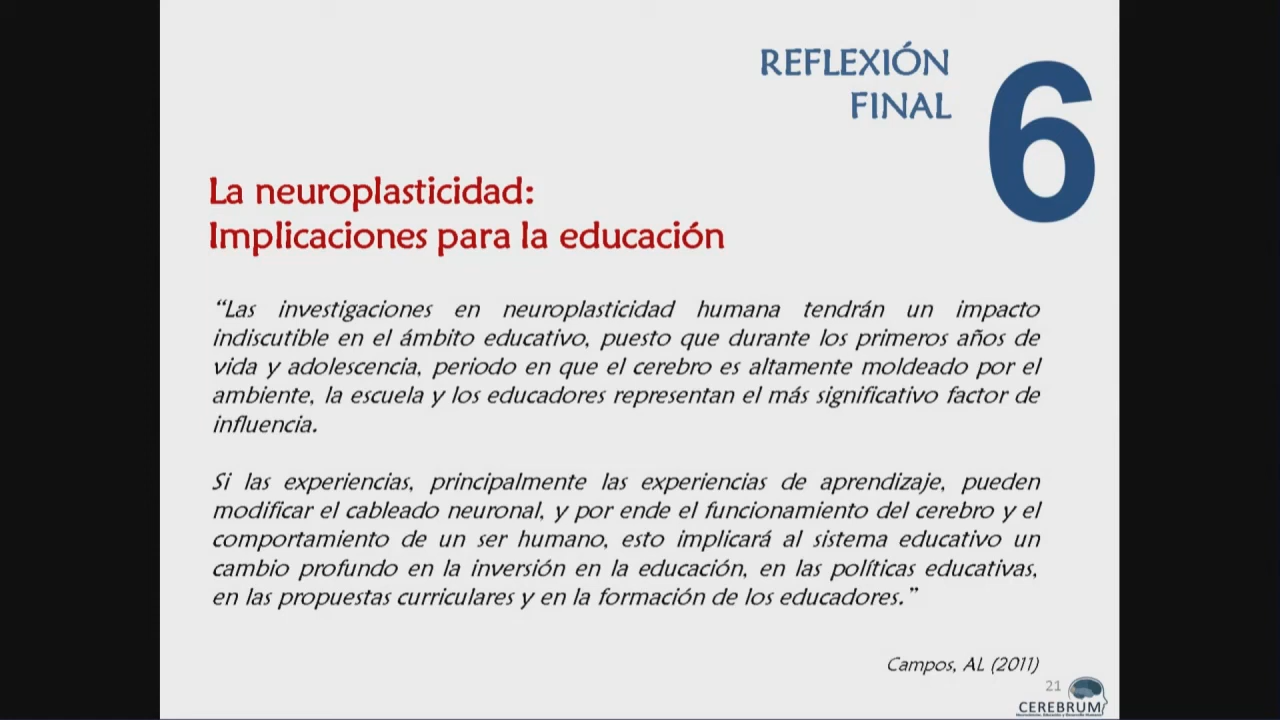 REFLEXIÓN
FINAL
6
La neuroplasticidad:
Implicaciones para la educación
“Las investigaciones en neuroplasticidad humana tendrán un impacto
indiscutible en el ámbito educativo, puesto que durante los primeros años de
vida y adolescencia, periodo en que el cerebro es altamente moldeado por el
ambiente, la escuela y los educadores representan el más significativo factor de
influencia.
Si las experiencias, principalmente las experiencias de aprendizaje, pueden
modificar el cableado neuronal, y por ende el funcionamiento del cerebro y el
comportamiento de un ser humano, esto implicará al sistema educativo un
cambio profundo en la inversión en la educación, en las políticas educativas,
en las propuestas curriculares y en la formación de los educadores.”
Campos, AL (2011)
21
CEREBRUM